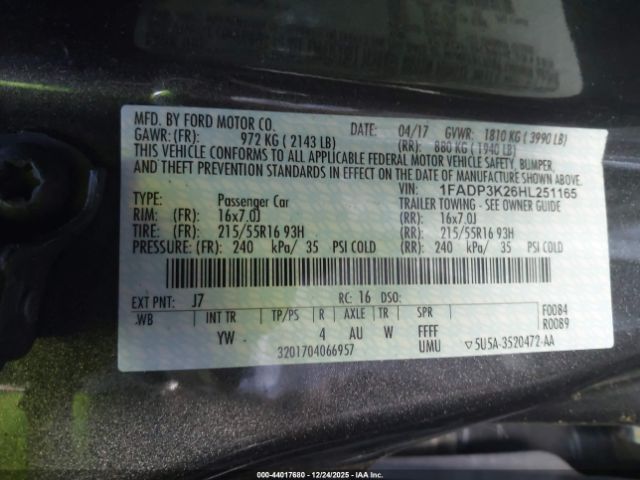 MFD. BY FORD MOTOR CO.
DATE: 04/17 GVWR: 1810 KG ( 3990 LB)
GAWR: (FR): 972 KG ( 2143 LB) (RR): 880 KG ( 1940 LB)
THIS VEHICLE CONFORMS TO ALL APPLICABLE FEDERAL MOTOR VEHICLE SAFETY, BUMPER,
AND THEFT PREVENTION STANDARDS IN EFFECT ON THE DATE OF MANUFACTURE SHOWN ABOVE.
VIN: 1FADP3K26HL251165
TYPE: Passenger Car TRAILER TOWING - SEE OWNER GUIDE
RIM: (FR): 16x7.0J (RR): 16x7.0J
TIRE: (FR): 215/55R16 93H (RR): 215/55R16 93H
PRESSURE: (FR): 240 kPa/ 35 PSI COLD (RR): 240 kPa/ 35 PSI COLD
EXT PNT: J7 RC: 16 DSO: F0084
.WB INT TR TP/PS R AXLE TR SPR R0089
YW - 4 AU W FFFF
3201704066957 UMU ▽5U5A-3520472-AA
000-44017680 - 12/24/2025 - IAA Inc.